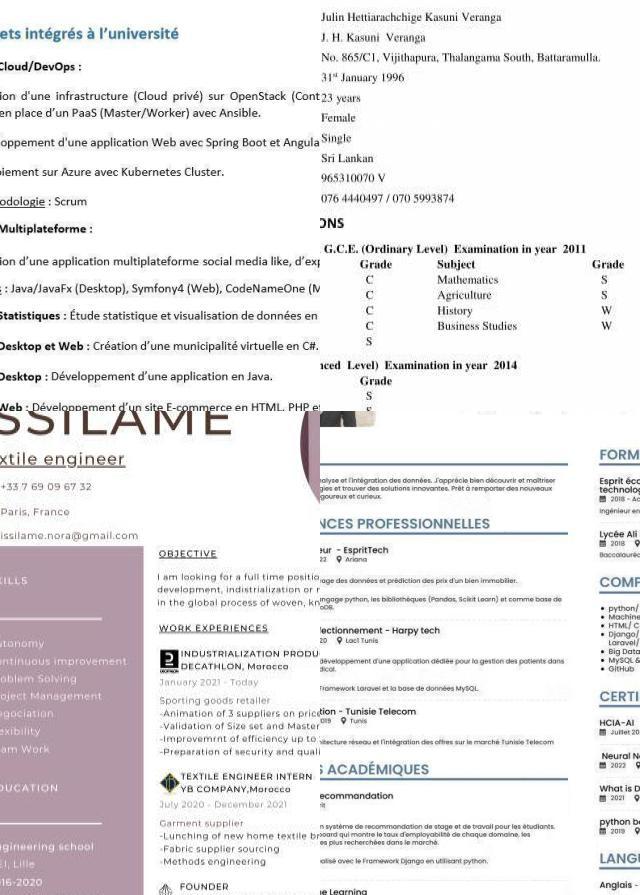 ets intégrés à l'université
Cloud/DevOps :
ion d'une infrastructure (Cloud privé) sur OpenStack (Cont
en place d'un PaaS (Master/Worker) avec Ansible.
oppement d'une application Web avec Spring Boot et Angula
iement sur Azure avec Kubernetes Cluster.
odologie : Scrum
Multiplateforme :
ion d'une application multiplateforme social media like, d'exp
s : Java/JavaFx (Desktop), Symfony4 (Web), CodeNameOne (M
Statistiques : Étude statistique et visualisation de données en
Desktop et Web : Création d'une municipalité virtuelle en C#.
Desktop : Développement d'une application en Java.
Web : Développement d'un site E-commerce en HTML, PHP et
Julin Hettiarachchige Kasuni Veranga
J. H. Kasuni Veranga
No. 865/C1, Vijithapura, Thalangama South, Battaramulla.
31st January 1996
23 years
Female
Single
Sri Lankan
965310070 V
076 4440497 / 070 5993874
ONS
G.C.E. (Ordinary Level) Examination in year 2011
Grade Subject Grade
C Mathematics S
C Agriculture S
C History W
C Business Studies W
S
nced Level) Examination in year 2014
Grade
S
SSILAME
xtile engineer
+33 7 69 09 67 32
Paris, France
issilame.nora@gmail.com
KILLS
utonomy
ontinuous improvement
oblem Solving
oject Management
egociation
exibility
am Work
DUCATION
ngineering school
EI, Lille
016-2020
OBJECTIVE
I am looking for a full time positio
development, indistrialization or r
in the global process of woven, kn
WORK EXPERIENCES
INDUSTRIALIZATION PRODU
DECATHLON, Morocco
January 2021 - Today
Sporting goods retailer
-Animation of 3 suppliers on price
-Validation of Size set and Master
-Improvemrnt of efficiency up to
-Preparation of security and quali
TEXTILE ENGINEER INTERN
YB COMPANY,Morocco
July 2020 - December 2021
Garment supplier
-Lunching of new home textile br
-Fabric supplier sourcing
-Methods engineering
FOUNDER
alyse et l'intégration des données. J'apprécie bien découvrir et maîtriser
gies et trouver des solutions innovantes. Prêt à remporter des nouveaux
goureux et curieux.
NCES PROFESSIONNELLES
eur - EspritTech
22 Ariana
age des données et prédiction des prix d'un bien immobilier.
ngage python, les bibliothèques (Pandas, Scikit Learn) et comme base de
oDB.
fectionnement - Harpy tech
20 Lac1 Tunis
développement d'une application dédiée pour la gestion des patients dans
dical.
Framework Laravel et la base de données MySQL.
tion - Tunisie Telecom
2019 Tunis
itecture réseau et l'intégration des offres sur le marché Tunisie Telecom
S ACADÉMIQUES
ecommandation
n système de recommandation de stage et de travail pour les étudiants.
ord qui montre le taux d'employabilité de chaque domaine, les
es plus recherchées dans le marché.
alisé avec le Framework Django en utilisant python.
ne Learning
FORM
Esprit éco
technolog
2018 - Ac
Ingénieur en
Lycée Ali
2018
Baccalauréa
COMP
python/
Machine
HTML/ C
Django/
Laravel/
Big Data
MySQL &
GitHub
CERTI
HCIA-AI
Juillet 20
Neural N
2022
What is D
2021
python ba
2019
LANGU
Anglais -